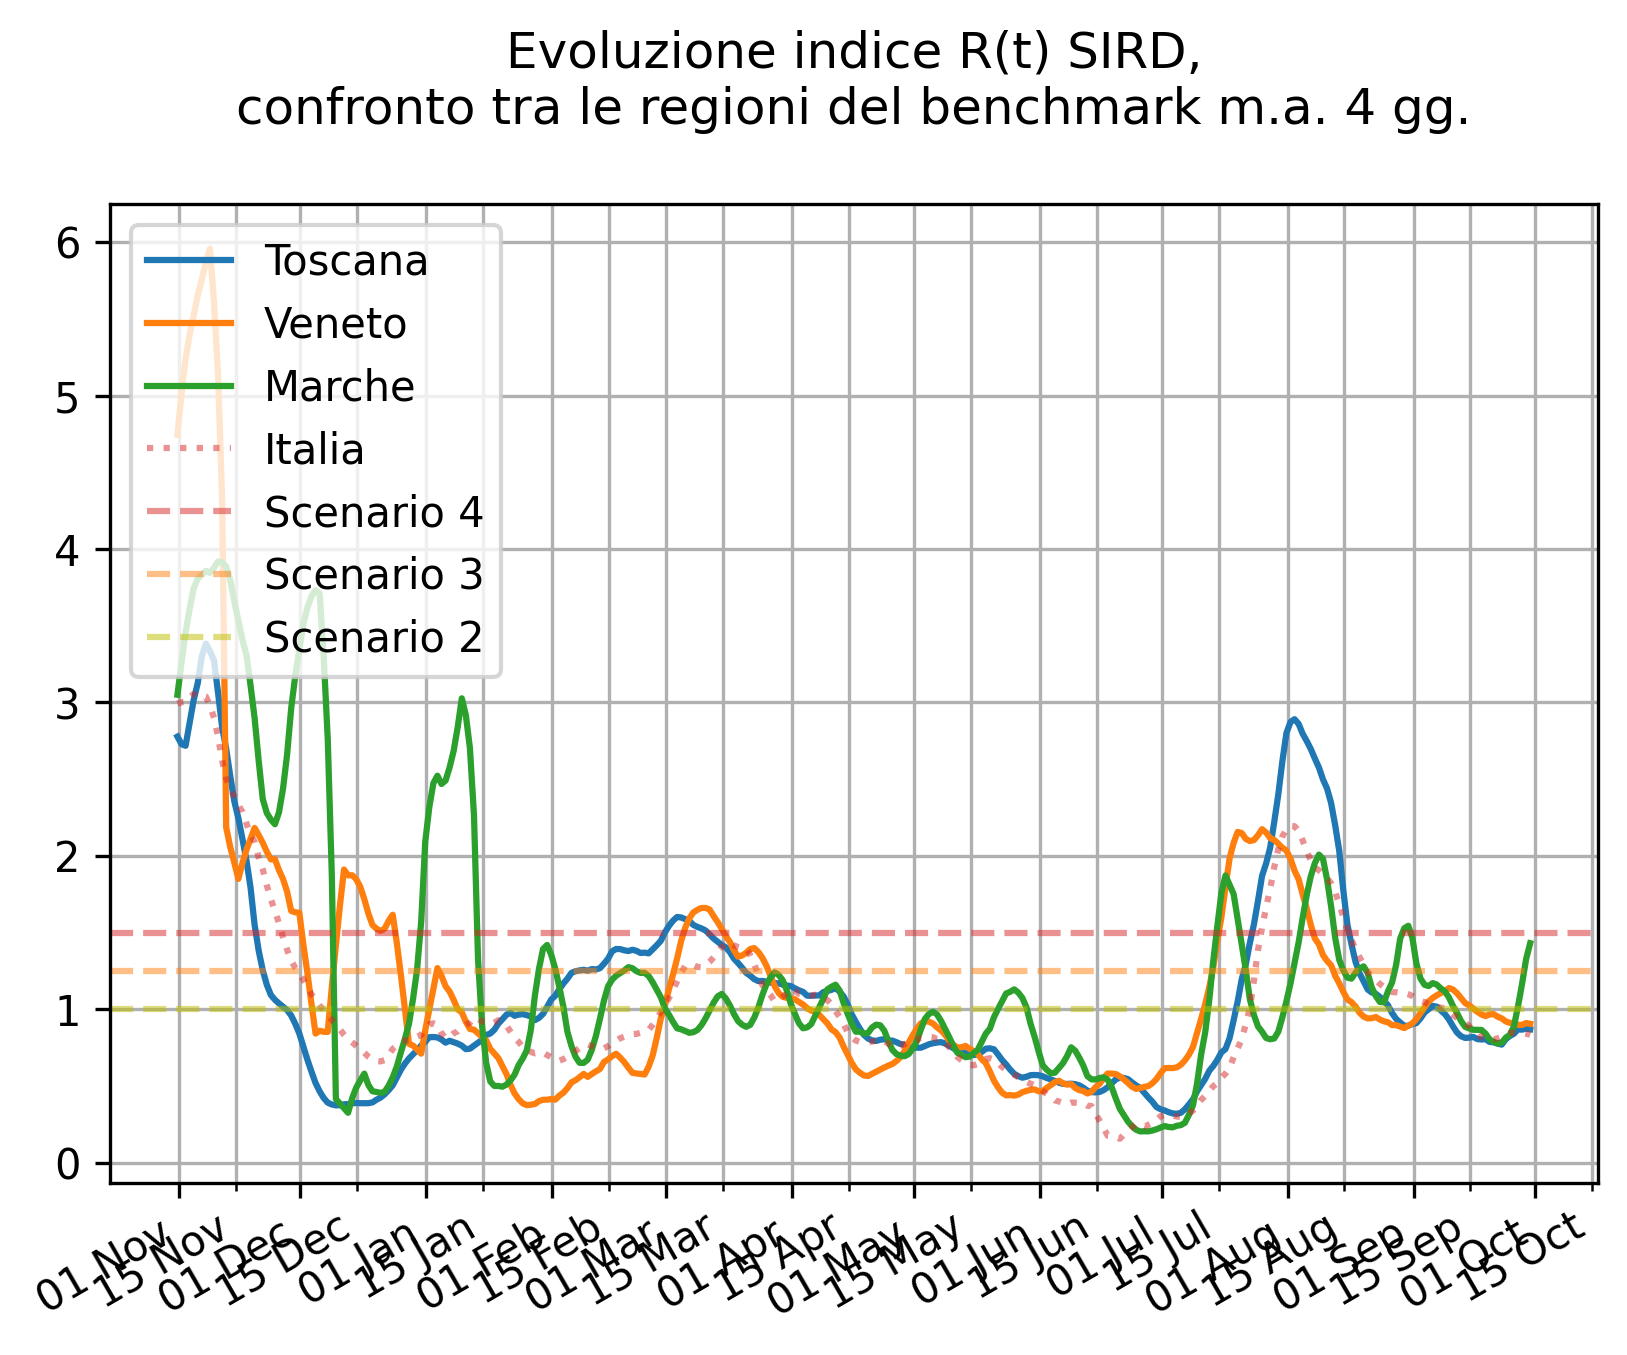 Evoluzione indice R(t) SIRD,
confronto tra le regioni del benchmark m.a. 4 gg.
6
5
4
3
2
1
0
Toscana
Veneto
Marche
Italia
Scenario 4
Scenario 3
Scenario 2
01 Nov
15 Nov
01 Dec
15 Dec
01 Jan
15 Jan
01 Feb
15 Feb
01 Mar
15 Mar
01 Apr
15 Apr
01 May
15 May
01 Jun
15 Jun
01 Jul
15 Jul
01 Aug
15 Aug
01 Sep
15 Sep
01 Oct
15 Oct